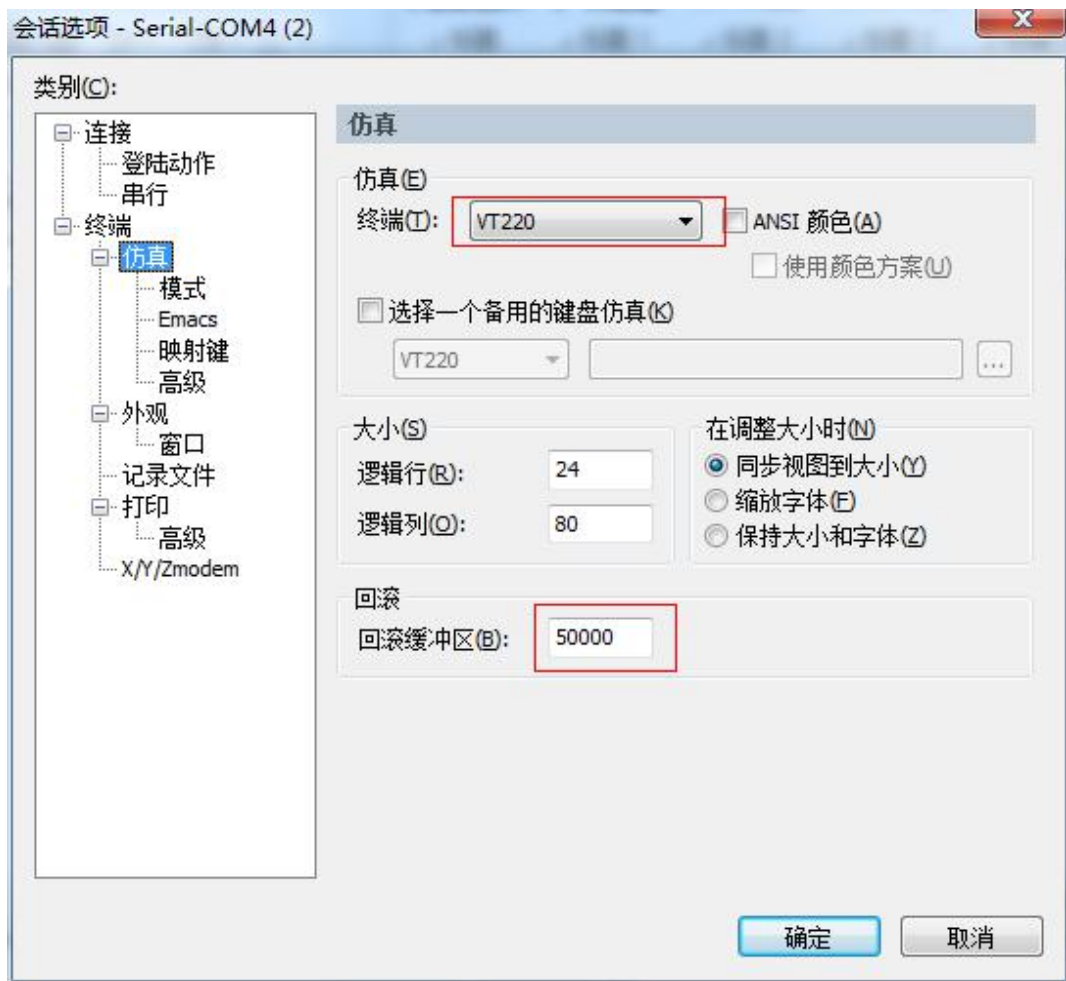 会话选项 - Serial-COM4 (2)
类别(C):
连接
登陆动作
串行
终端
仿真
模式
Emacs
映射键
高级
外观
窗口
记录文件
打印
高级
X/Y/Zmodem
仿真
仿真(E)
终端(T): VT220 ANSI 颜色(A)
使用颜色方案(U)
选择一个备用的键盘仿真(K)
VT220 ...
大小(S)
逻辑行(R): 24
逻辑列(O): 80
在调整大小时(N)
同步视图到大小(Y)
缩放字体(F)
保持大小和字体(Z)
回滚
回滚缓冲区(B): 50000
确定 取消